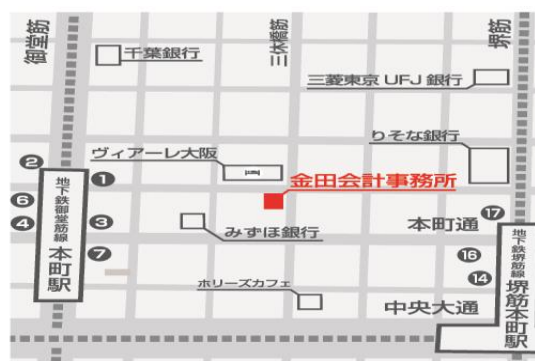 御堂筋
千葉銀行
三休橋筋
堺筋
三菱東京 UFJ 銀行
りそな銀行
ヴィアーレ大阪
金田会計事務所
みずほ銀行
本町通
ホリーズカフェ
中央大通
地下鉄御堂筋線
本町駅
地下鉄堺筋線
堺筋本町駅
2
1
6
4
3
7
17
16
14